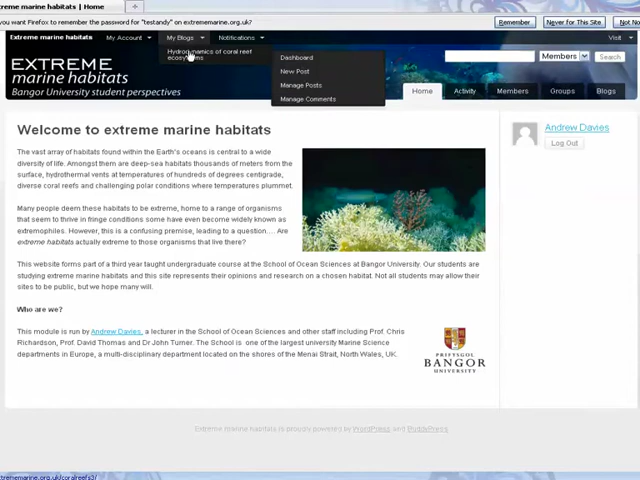 xtreme marine habitats | Home
you want Firefox to remember the password for "testandy" on extrememarine.org.uk?
Remember
Never for This Site
Not No
Extreme marine habitats
My Account
My Blogs
Notifications
Visit
Hydrodynamics of coral reef
ecosystems
Dashboard
New Post
Manage Posts
Manage Comments
Members
Search
EXTREME
marine habitats
Bangor University student perspectives
Home
Activity
Members
Groups
Blogs
Welcome to extreme marine habitats
The vast array of habitats found within the Earth's oceans is central to a wide
diversity of life. Amongst them are deep-sea habitats thousands of meters from the
surface, hydrothermal vents at temperatures of hundreds of degrees centigrade,
diverse coral reefs and challenging polar conditions where temperatures plummet.
Many people deem these habitats to be extreme, home to a range of organisms
that seem to thrive in fringe conditions some have even become widely known as
extremophiles. However, this is a confusing premise, leading to a question.... Are
extreme habitats actually extreme to those organisms that live there?
This website forms part of a third year taught undergraduate course at the School of Ocean Sciences at Bangor University. Our students are
studying extreme marine habitats and this site represents their opinions and research on a chosen habitat. Not all students may allow their
sites to be public, but we hope many will.
Who are we?
This module is run by Andrew Davies, a lecturer in the School of Ocean Sciences and other staff including Prof. Chris
Richardson, Prof. David Thomas and Dr John Turner. The School is one of the largest university Marine Science
departments in Europe, a multi-disciplinary department located on the shores of the Menai Strait, North Wales, UK.
PRIFYSGOL
BANGOR
UNIVERSITY
Andrew Davies
Log Out
Extreme marine habitats is proudly powered by WordPress and BuddyPress
xtrememarine.org.uk/coralreefs3/